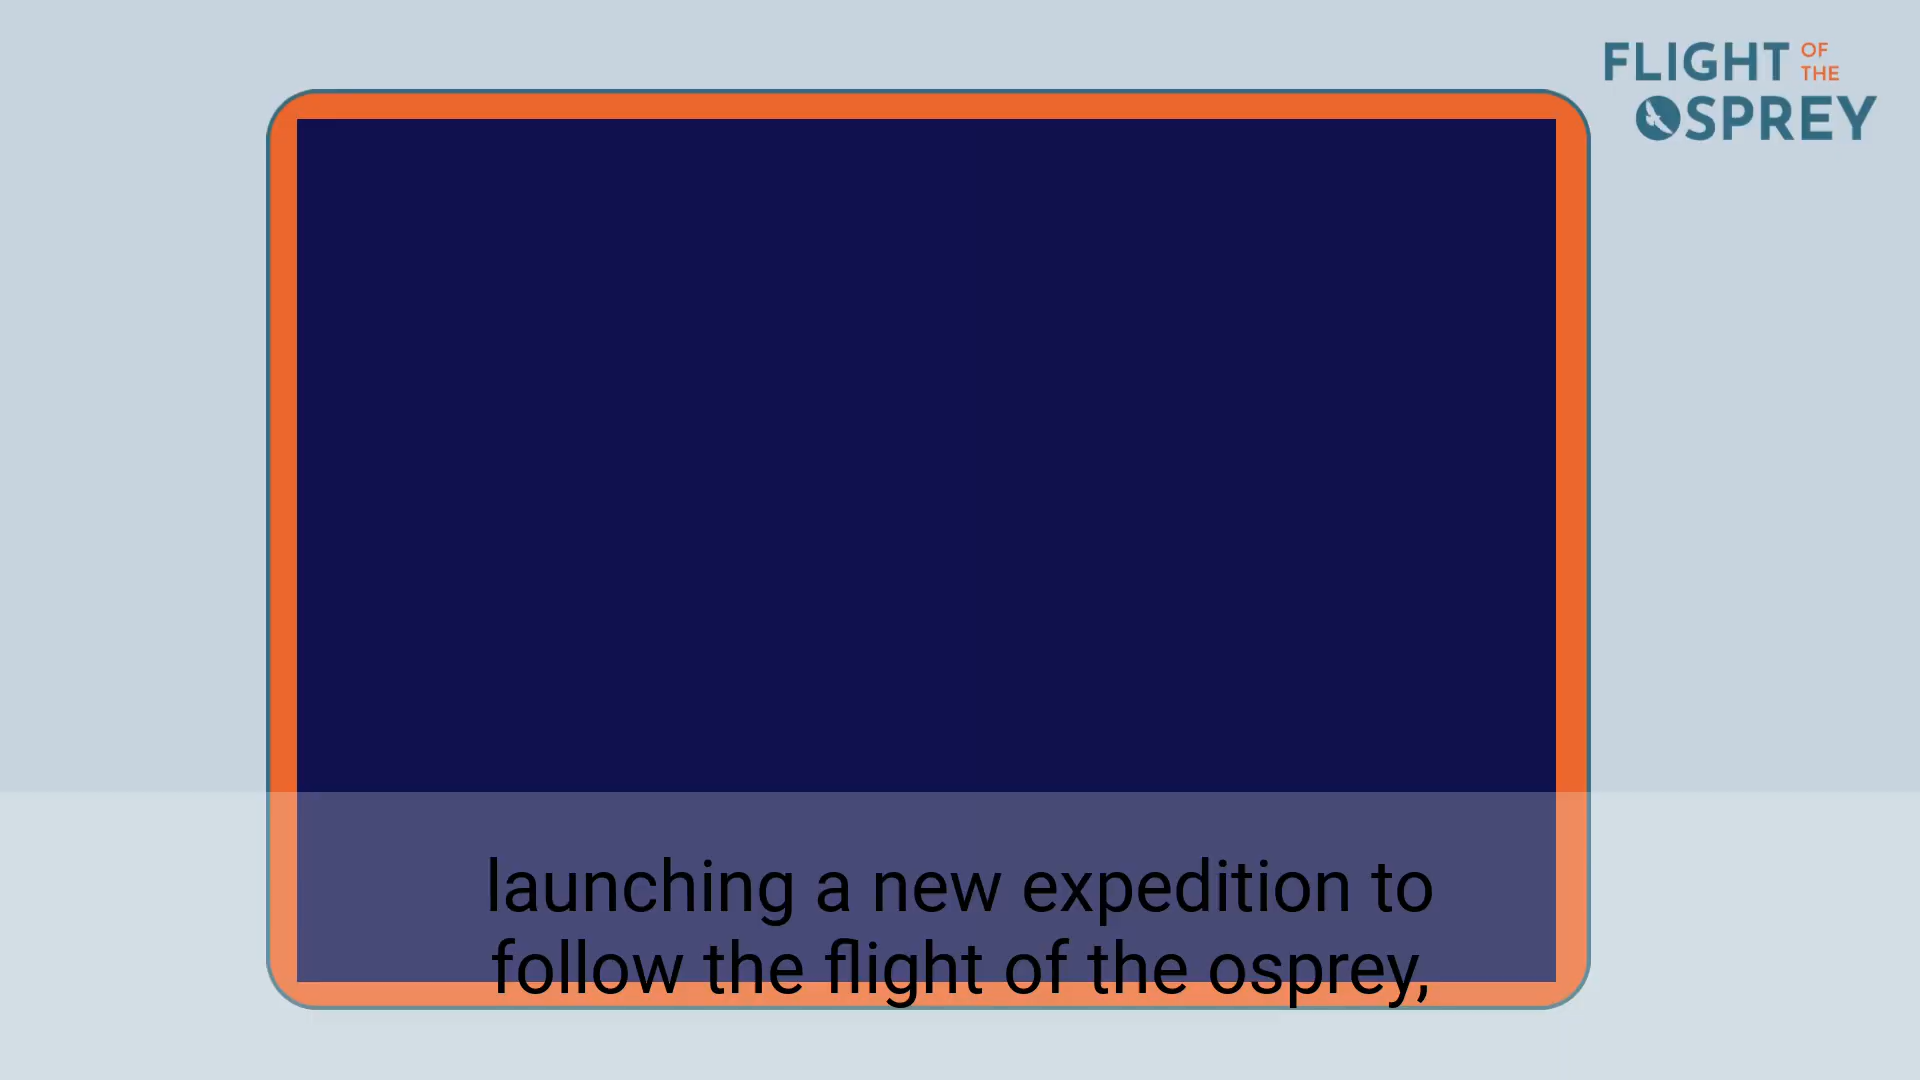 FLIGHT OF THE
OSPREY
launching a new expedition to
follow the flight of the osprey,